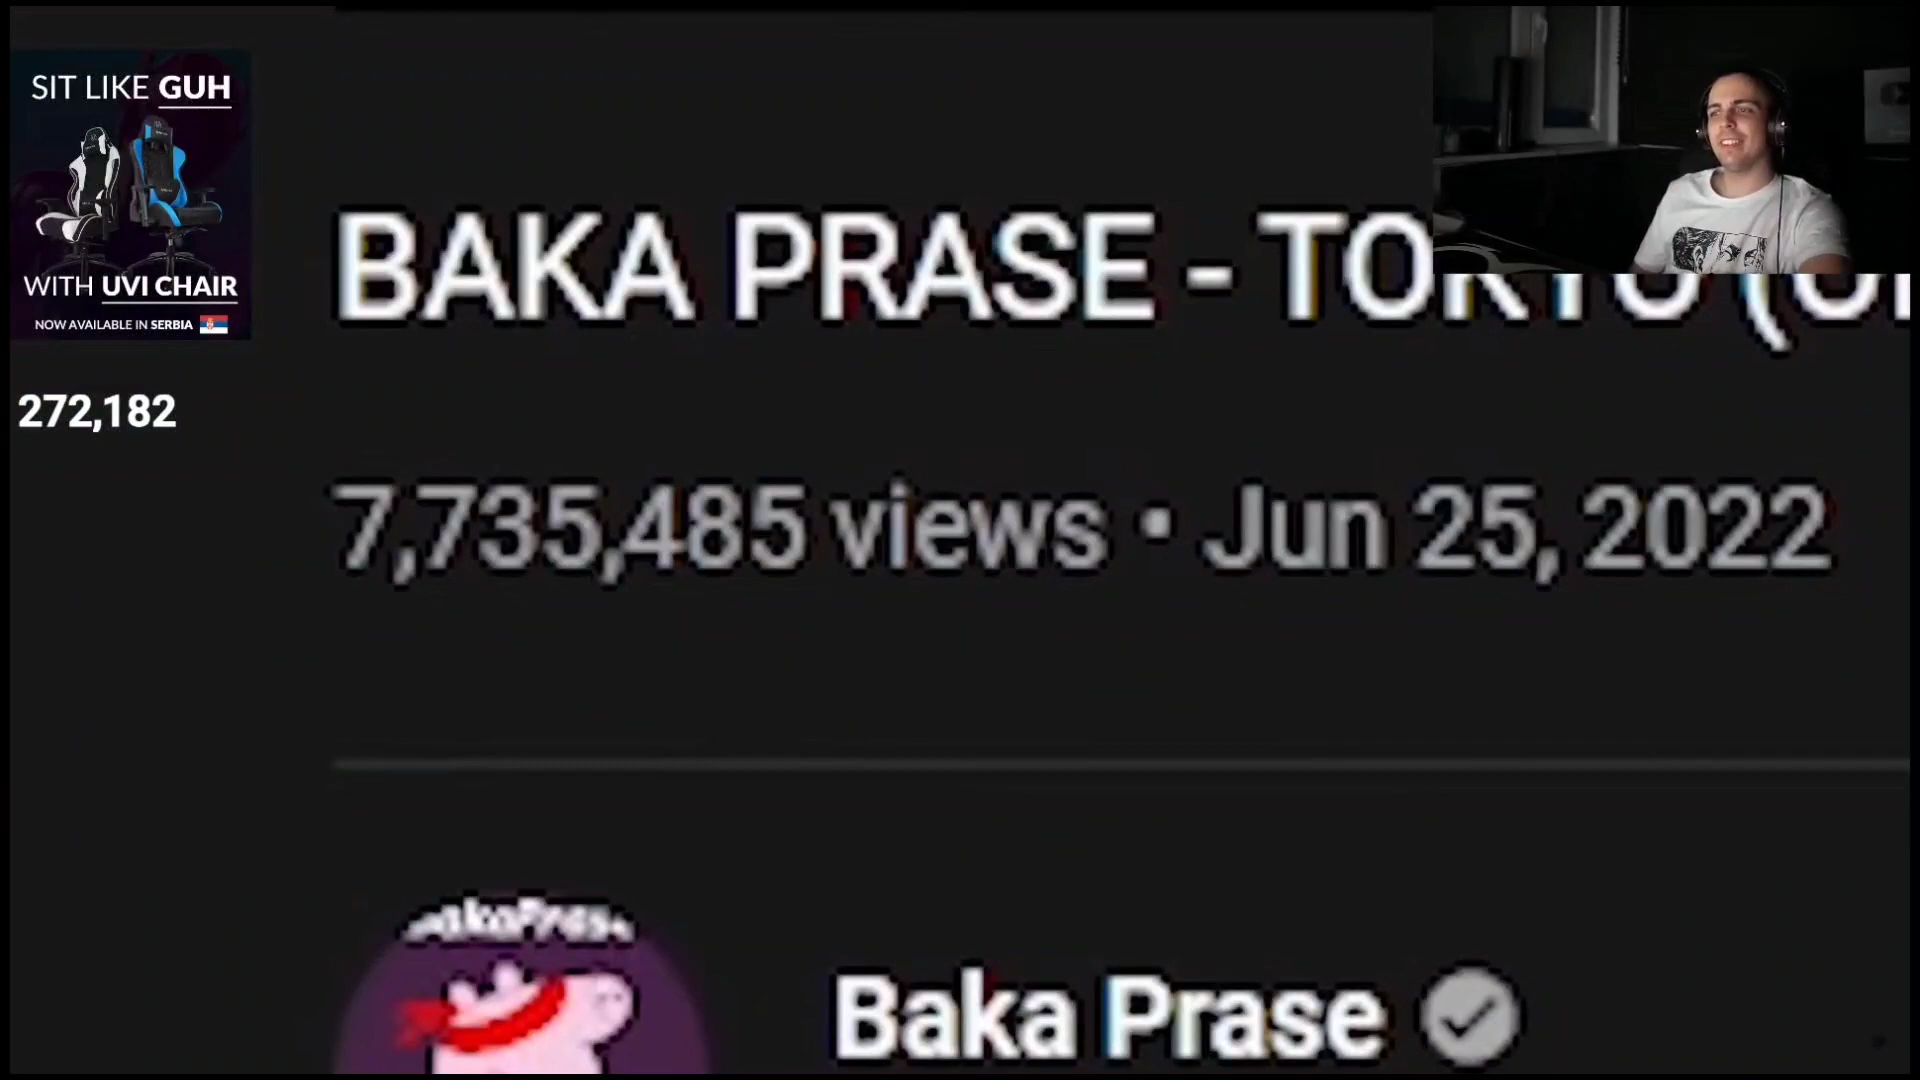 SIT LIKE GUH
WITH UVI CHAIR
NOW AVAILABLE IN SERBIA
272,182
BAKA PRASE - TOKYO
7,735,485 views • Jun 25, 2022
Baka Prase